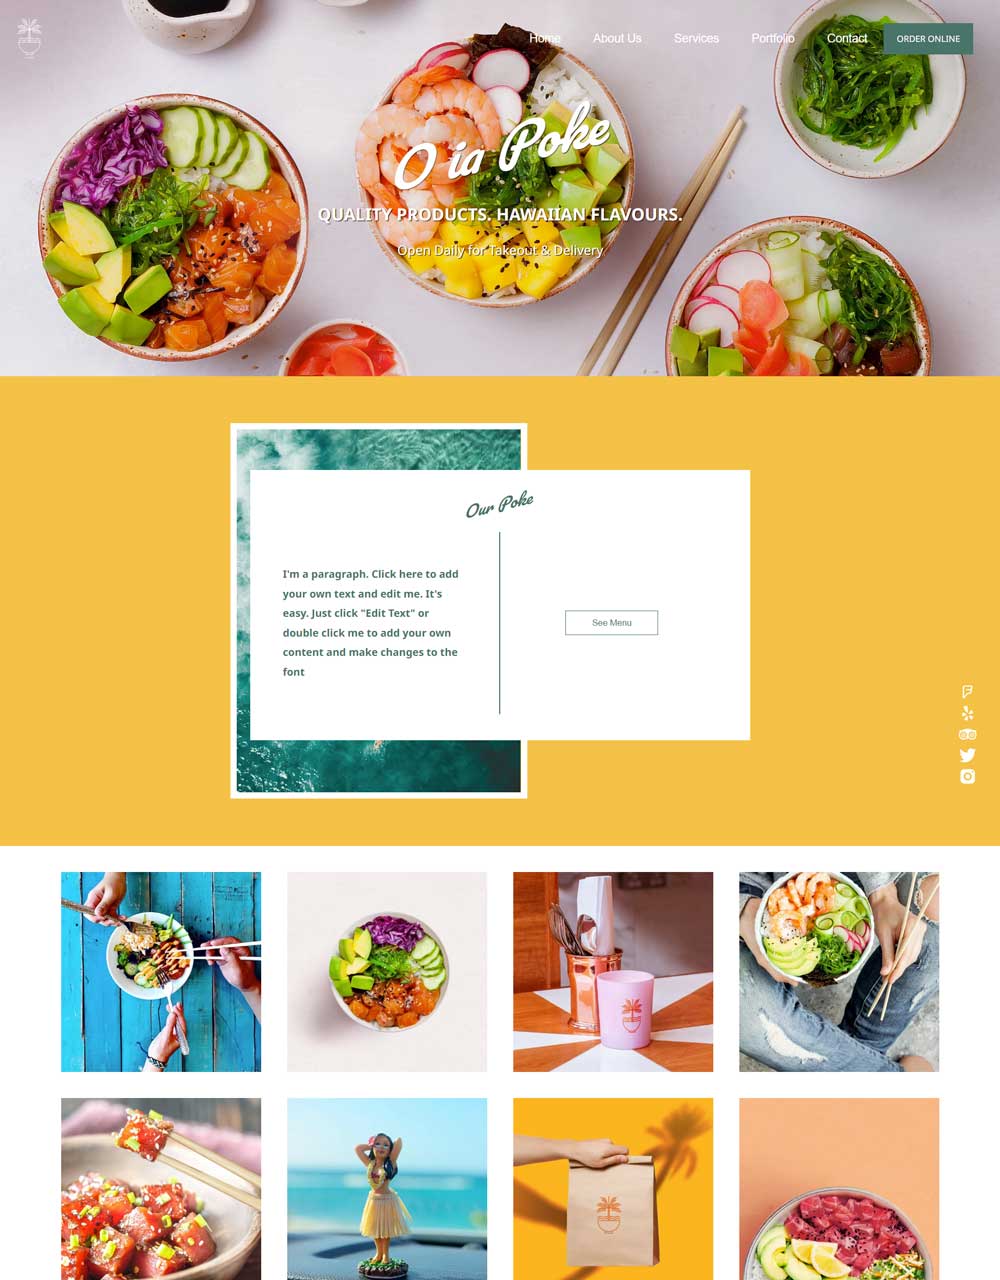 Home
About Us
Services
Portfolio
Contact
ORDER ONLINE
O ia Poke
QUALITY PRODUCTS. HAWAIIAN FLAVOURS.
Open Daily for Takeout & Delivery
Our Poke
I'm a paragraph. Click here to add
your own text and edit me. It's
easy. Just click "Edit Text" or
double click me to add your own
content and make changes to the
font
See Menu